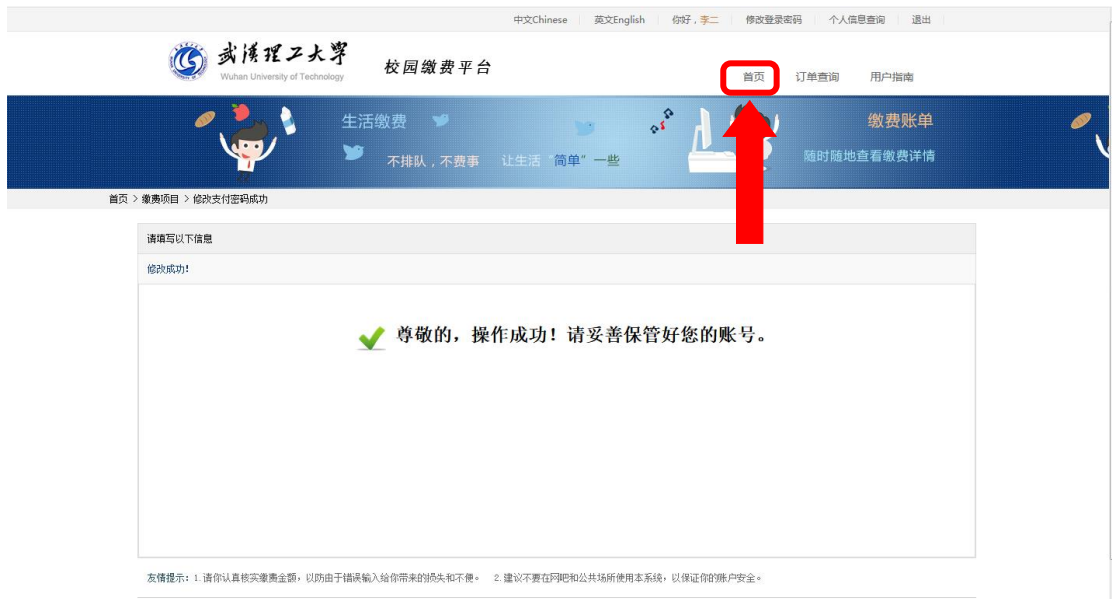 中文Chinese 英文English 你好，李二 修改登录密码 个人信息查询 退出
武汉理工大学 校园缴费平台
Wuhan University of Technology
首页 订单查询 用户指南
生活缴费 缴费账单
不排队，不费事 让生活“简单”一些 随时随地查看缴费详情
首页 > 缴费项目 > 修改支付密码成功
请填写以下信息
修改成功！
尊敬的，操作成功！请妥善保管好您的账号。
友情提示：1.请你认真核实缴费金额，以防由于错误输入给你带来的损失和不便。 2.建议不要在网吧和公共场所使用本系统，以保证你的账户安全。